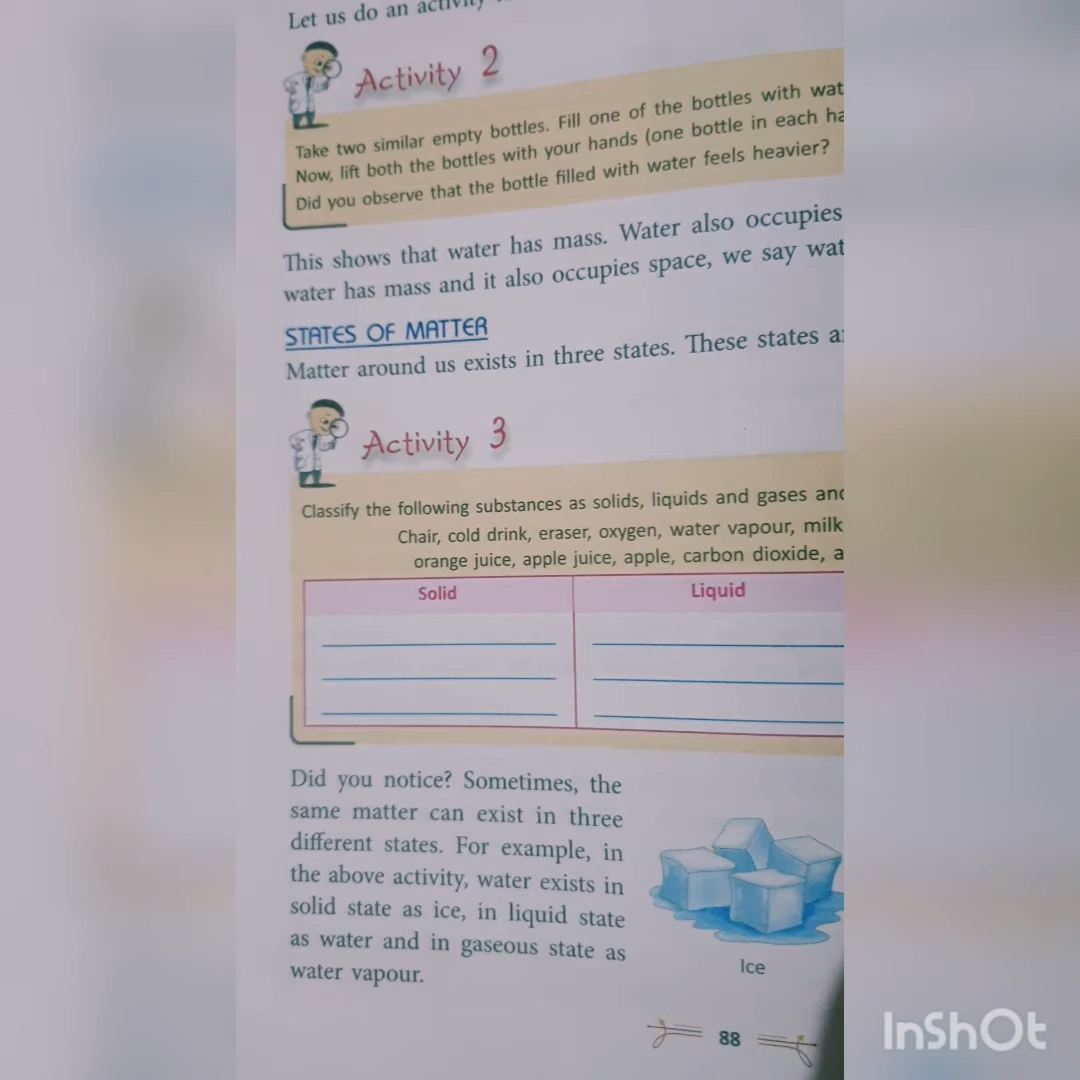 Let us do an activity
Activity 2
Take two similar empty bottles. Fill one of the bottles with wat
Now, lift both the bottles with your hands (one bottle in each ha
Did you observe that the bottle filled with water feels heavier?
This shows that water has mass. Water also occupies
water has mass and it also occupies space, we say wat
STATES OF MATTER
Matter around us exists in three states. These states a
Activity 3
Classify the following substances as solids, liquids and gases and
Chair, cold drink, eraser, oxygen, water vapour, milk
orange juice, apple juice, apple, carbon dioxide, a
Solid Liquid
Did you notice? Sometimes, the
same matter can exist in three
different states. For example, in
the above activity, water exists in
solid state as ice, in liquid state
as water and in gaseous state as
water vapour.
Ice
88
InShOt